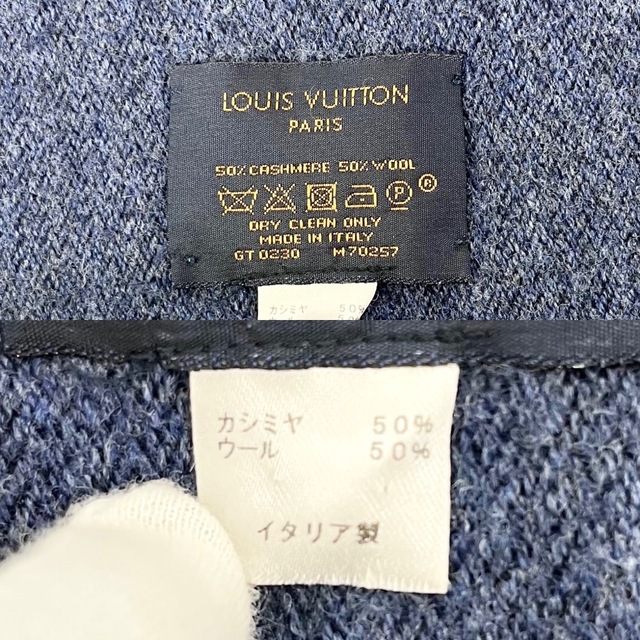 LOUIS VUITTON
PARIS
50% CASHMERE 50% WOOL
P ®
DRY CLEAN ONLY
MADE IN ITALY
GT 0230 M70257
カシミヤ 50%
カシミヤ 50%
ウール 50%
イタリア製